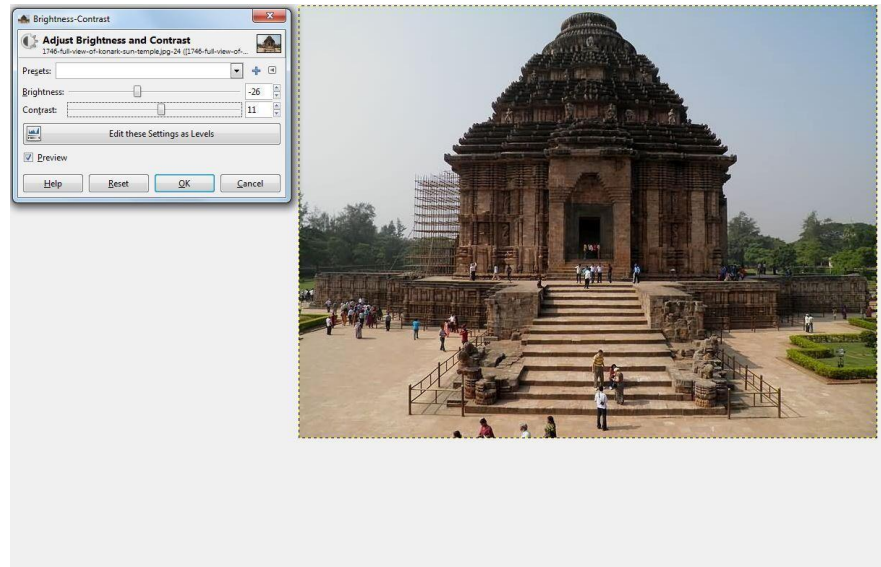 Brightness-Contrast
Adjust Brightness and Contrast
1746-full-view-of-konark-sun-temple.jpg-24 ([1746-full-view-of-...
Presets:
Brightness: -26
Contrast: 11
Edit these Settings as Levels
Preview
Help Reset OK Cancel